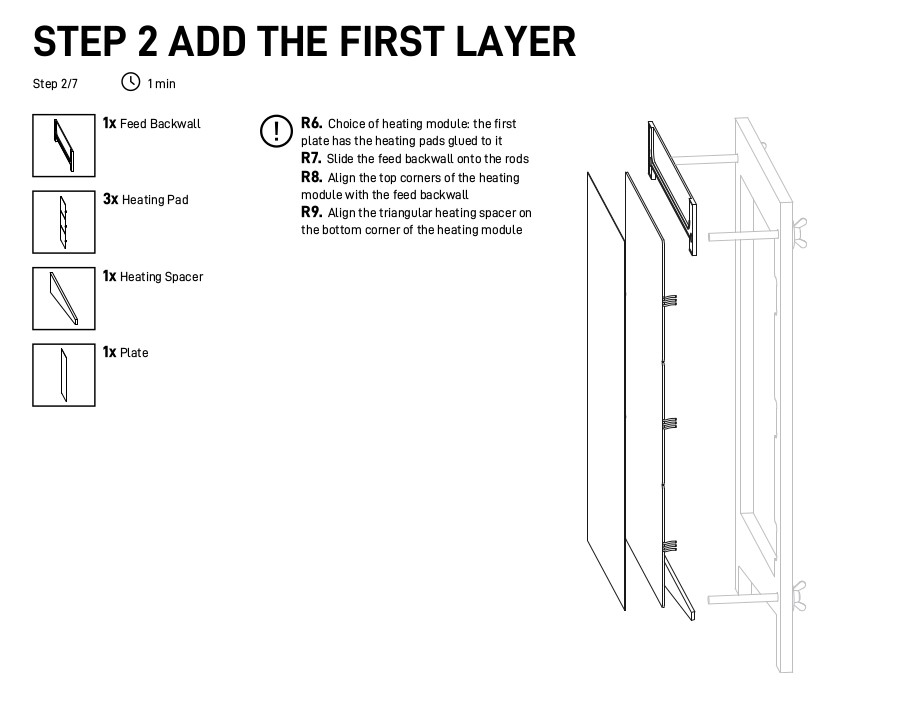 STEP 2 ADD THE FIRST LAYER
Step 2/7
1 min
1x Feed Backwall
3x Heating Pad
1x Heating Spacer
1x Plate
!
R6. Choice of heating module: the first
plate has the heating pads glued to it
R7. Slide the feed backwall onto the rods
R8. Align the top corners of the heating
module with the feed backwall
R9. Align the triangular heating spacer on
the bottom corner of the heating module